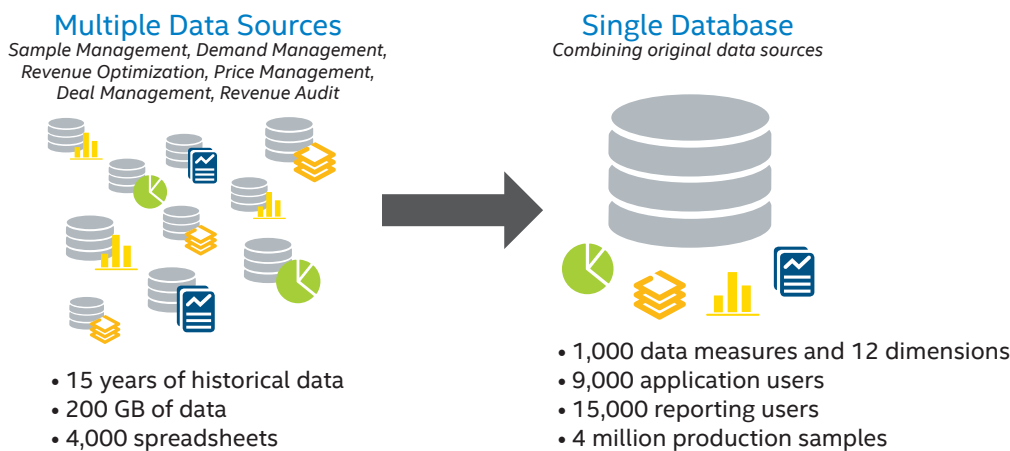 Multiple Data Sources
Sample Management, Demand Management,
Revenue Optimization, Price Management,
Deal Management, Revenue Audit
• 15 years of historical data
• 200 GB of data
• 4,000 spreadsheets
Single Database
Combining original data sources
• 1,000 data measures and 12 dimensions
• 9,000 application users
• 15,000 reporting users
• 4 million production samples